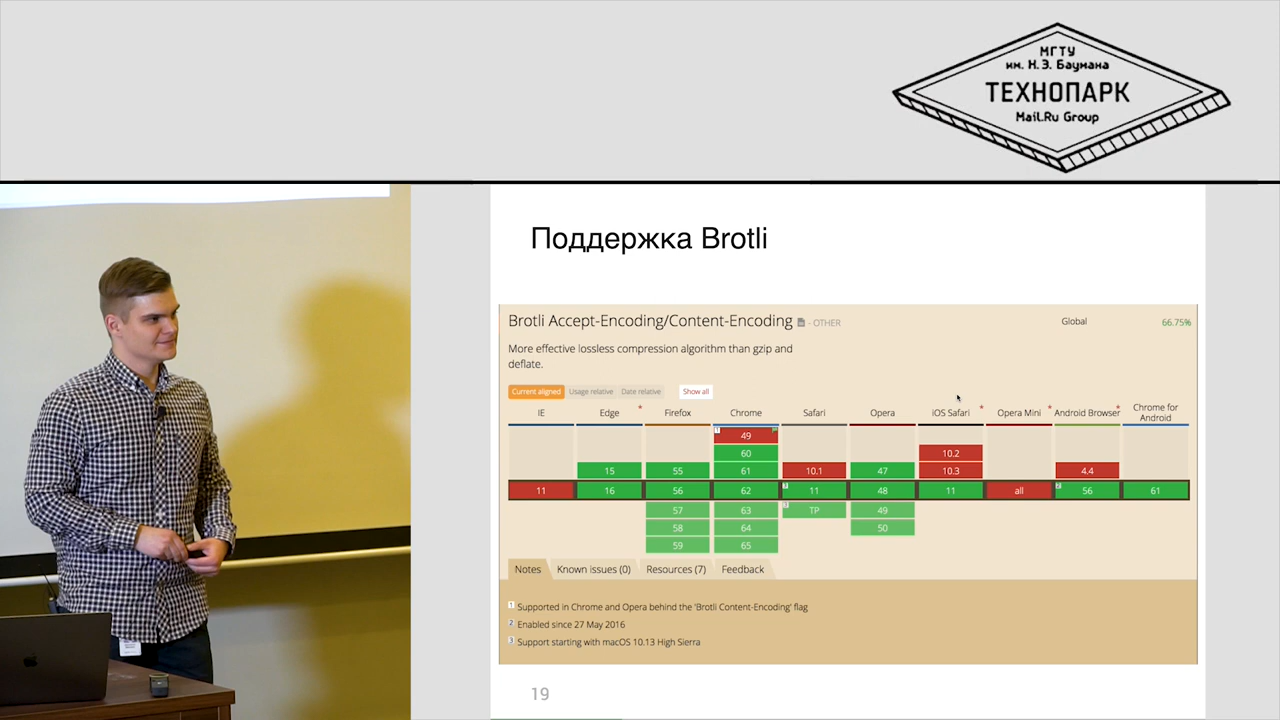 МГТУ
им. Н.Э. Баумана
ТЕХНОПАРК
Mail.Ru Group
Поддержка Brotli
Brotli Accept-Encoding/Content-Encoding - OTHER
Global 66.75%
More effective lossless compression algorithm than gzip and
deflate.
Current aligned Usage relative Date relative Show all
IE Edge * Firefox Chrome Safari Opera iOS Safari * Opera Mini * Android Browser * Chrome for
Android
1 49
60 10.2
15 55 61 10.1 47 10.3 4.4
11 16 56 62 3 11 48 11 all 2 56 61
57 63 3 TP 49
58 64 50
59 65
Notes Known issues (0) Resources (7) Feedback
1 Supported in Chrome and Opera behind the 'Brotli Content-Encoding' flag
2 Enabled since 27 May 2016
3 Support starting with macOS 10.13 High Sierra
19